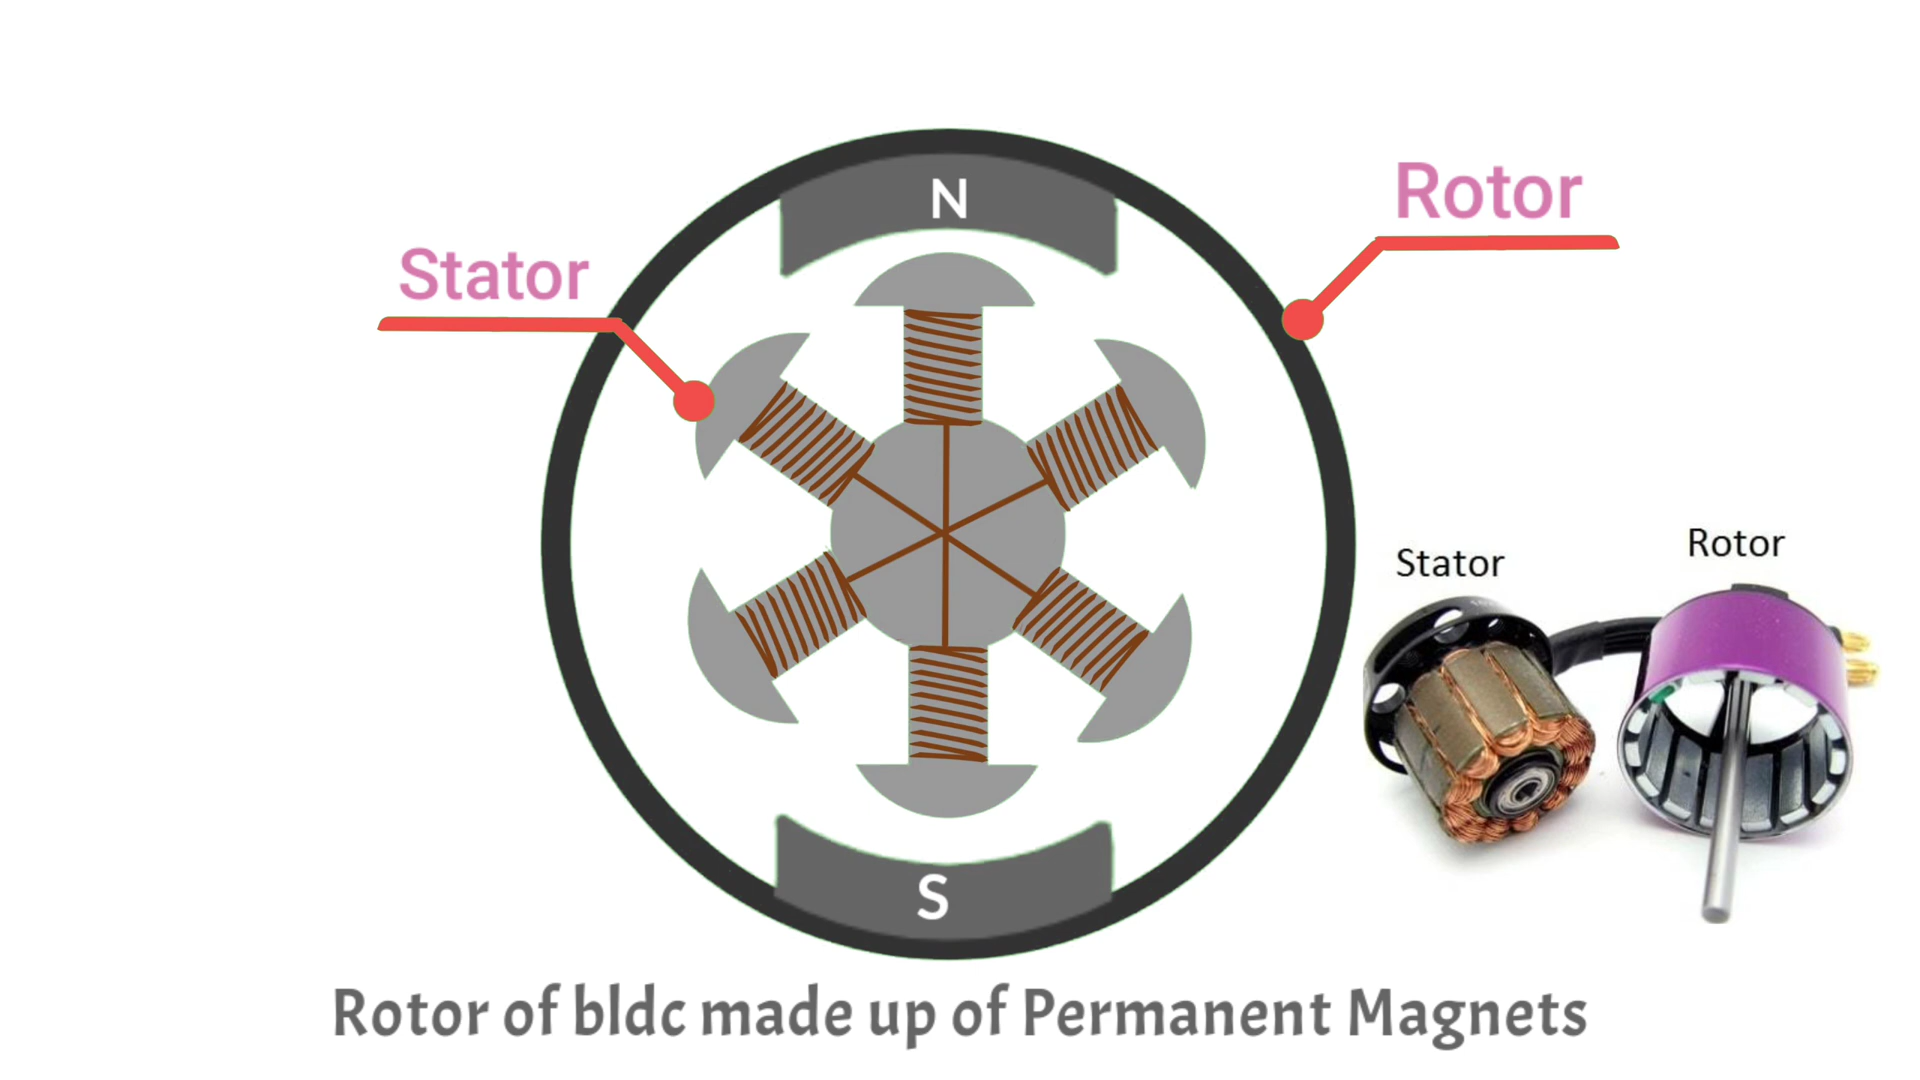 Rotor
Stator
N
Stator
Rotor
S
Rotor of bldc made up of Permanent Magnets